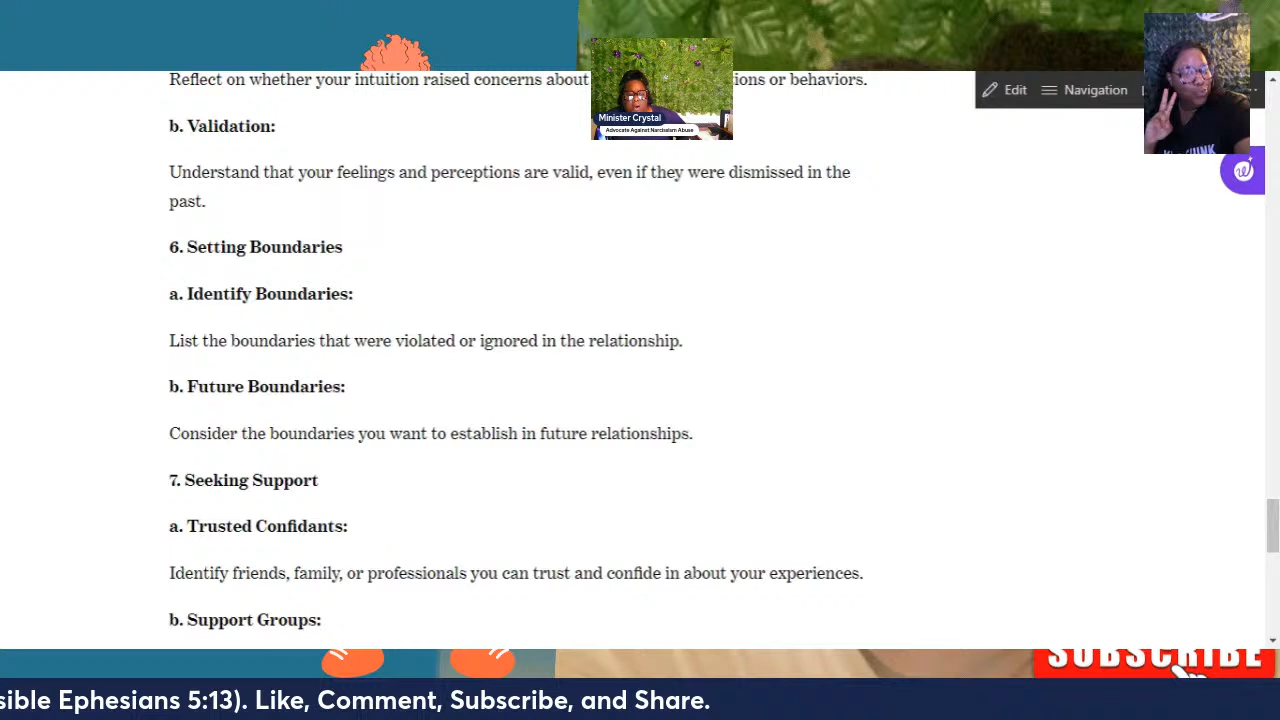 Reflect on whether your intuition raised concerns about
ions or behaviors.
Edit
Navigation
Minister Crystal
Advocate Against Narcissism Abuse
b. Validation:
Understand that your feelings and perceptions are valid, even if they were dismissed in the
past.
6. Setting Boundaries
a. Identify Boundaries:
List the boundaries that were violated or ignored in the relationship.
b. Future Boundaries:
Consider the boundaries you want to establish in future relationships.
7. Seeking Support
a. Trusted Confidants:
Identify friends, family, or professionals you can trust and confide in about your experiences.
b. Support Groups:
SUBSCRIBE
sible Ephesians 5:13). Like, Comment, Subscribe, and Share.